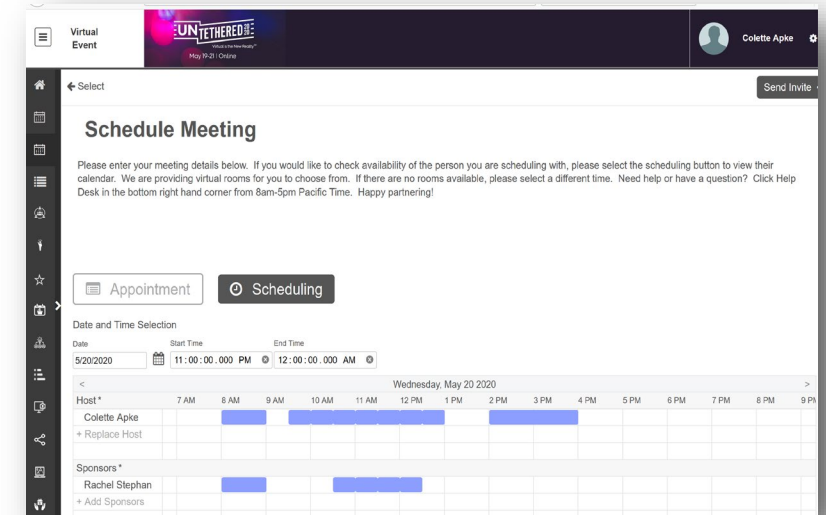 Virtual
Event
UNTETHERED
May 19-21 | Online
Colette Apke
Select
Send Invite
Schedule Meeting
Please enter your meeting details below. If you would like to check availability of the person you are scheduling with, please select the scheduling button to view their
calendar. We are providing virtual rooms for you to choose from. If there are no rooms available, please select a different time. Need help or have a question? Click Help
Desk in the bottom right hand corner from 8am-5pm Pacific Time. Happy partnering!
Appointment Scheduling
Date and Time Selection
Date Start Time End Time
5/20/2020 11:00:00.000 PM 12:00:00.000 AM
< Wednesday, May 20 2020 >
Host* 7 AM 8 AM 9 AM 10 AM 11 AM 12 PM 1 PM 2 PM 3 PM 4 PM 5 PM 6 PM 7 PM 8 PM 9 PM
Colette Apke
+ Replace Host
Sponsors*
Rachel Stephan
+ Add Sponsors